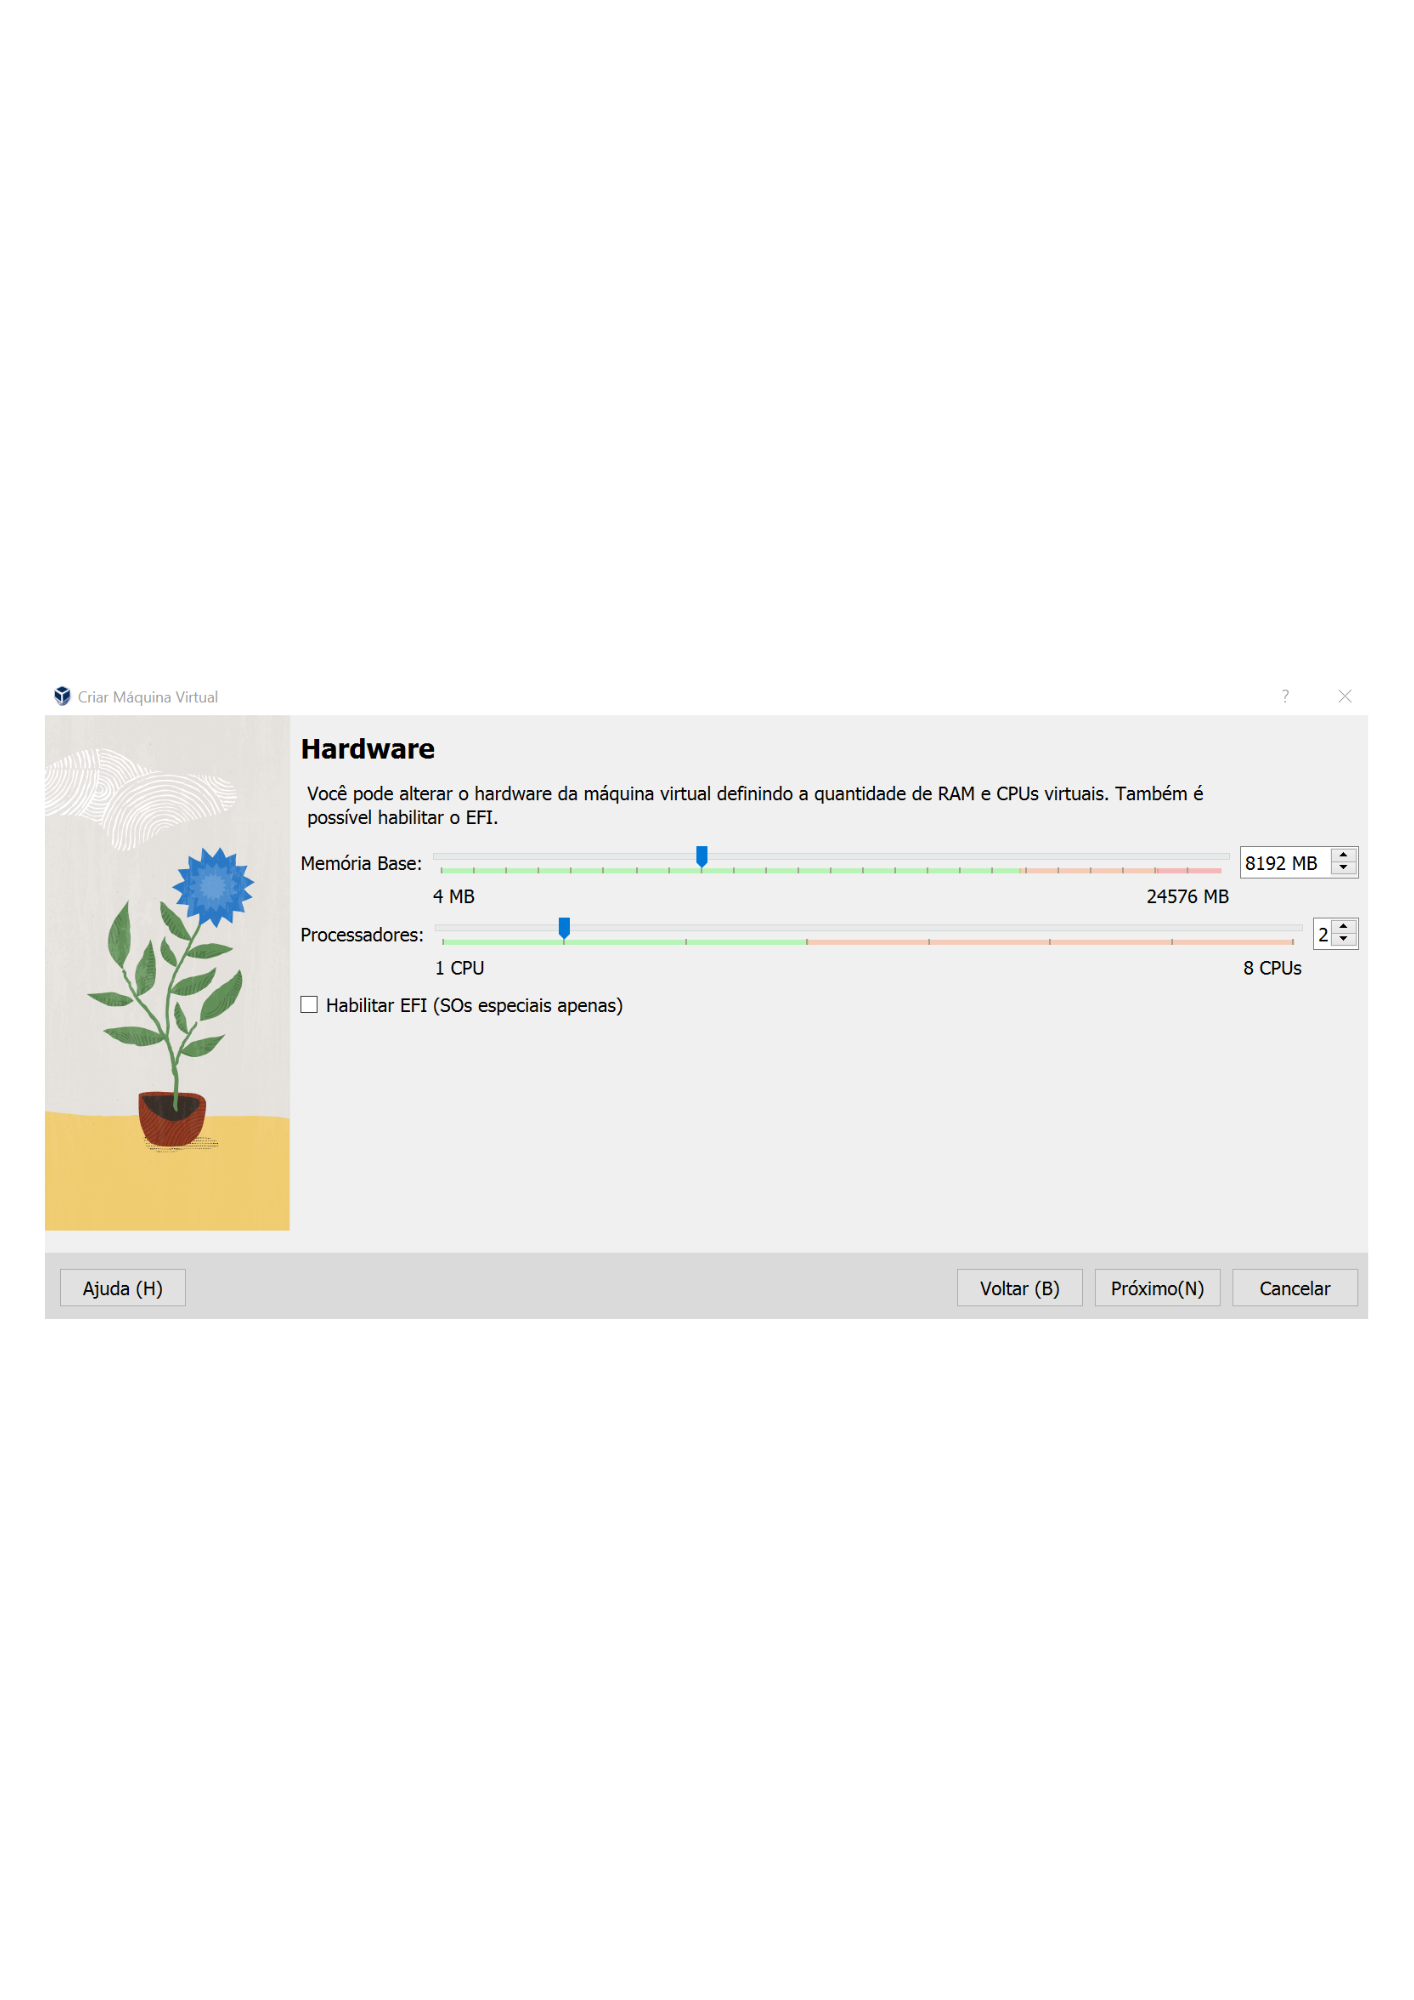 Criar Máquina Virtual
?
Hardware
Você pode alterar o hardware da máquina virtual definindo a quantidade de RAM e CPUs virtuais. Também é
possível habilitar o EFI.
Memória Base:
8192 MB
4 MB
24576 MB
Processadores:
2
1 CPU
8 CPUs
Habilitar EFI (SOs especiais apenas)
Ajuda (H)
Voltar (B)
Próximo(N)
Cancelar